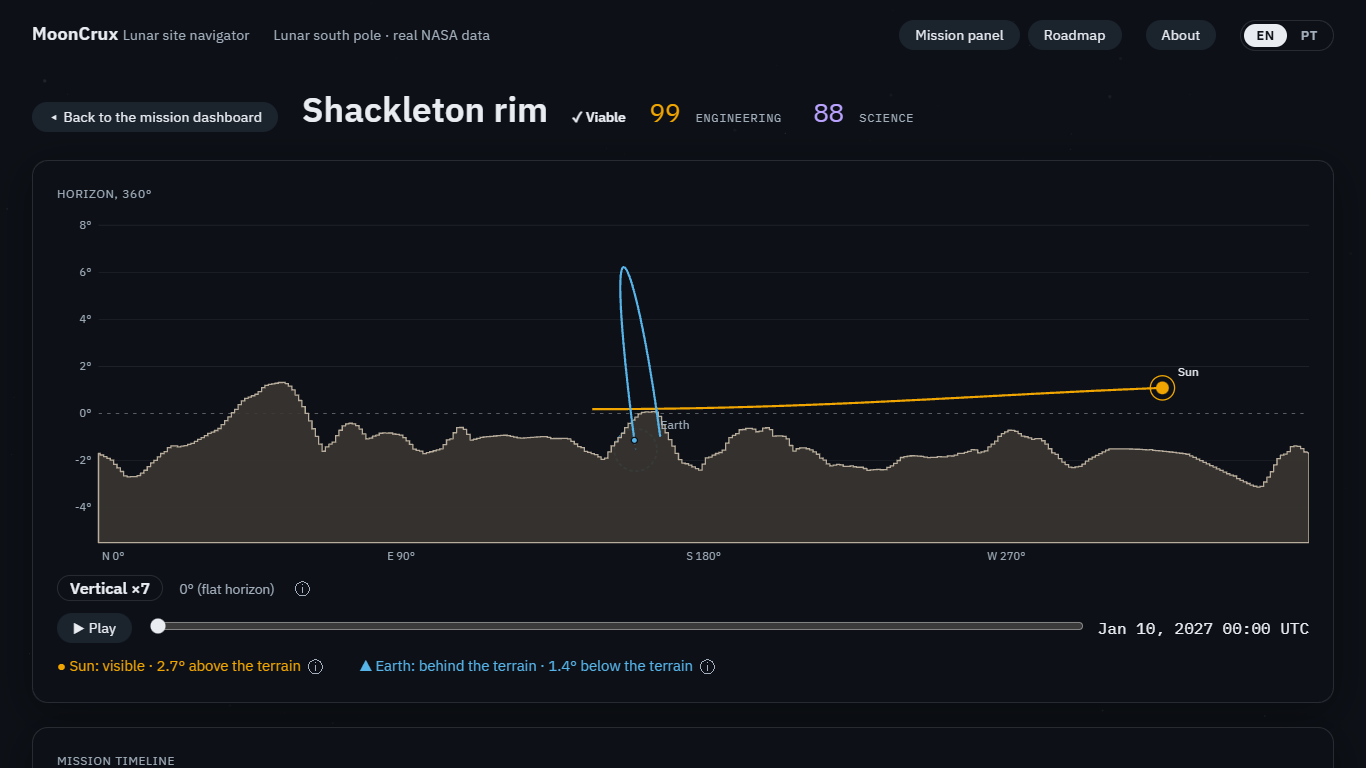 MoonCrux Lunar site navigator Lunar south pole · real NASA data Mission panel Roadmap About EN PT
◂ Back to the mission dashboard Shackleton rim ✓ Viable 99 ENGINEERING 88 SCIENCE
HORIZON, 360°
8°
6°
4°
2°
Sun
0°
Earth
-2°
-4°
N 0° E 90° S 180° W 270°
Vertical ×7 0° (flat horizon) ⓘ
▶ Play Jan 10, 2027 00:00 UTC
● Sun: visible · 2.7° above the terrain ⓘ ▲ Earth: behind the terrain · 1.4° below the terrain ⓘ
MISSION TIMELINE